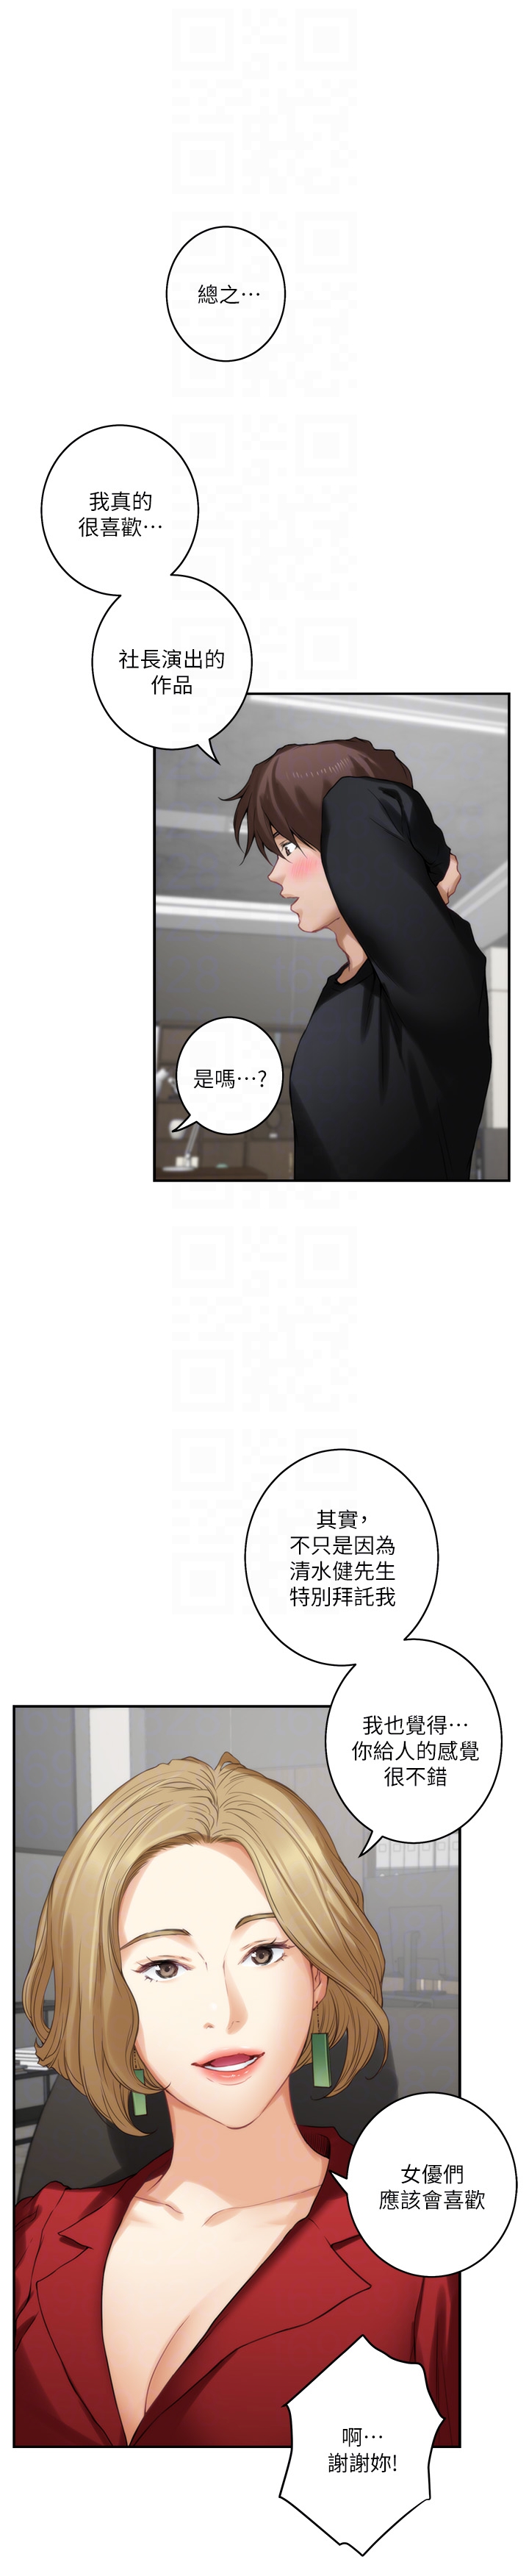 總之…
我真的
很喜歡…
社長演出的
作品
是嗎…?
其實，
不只是因為
清水健先生
特別拜託我
我也覺得…
你給人的感覺
很不錯
女優們
應該會喜歡
啊…
謝謝妳!